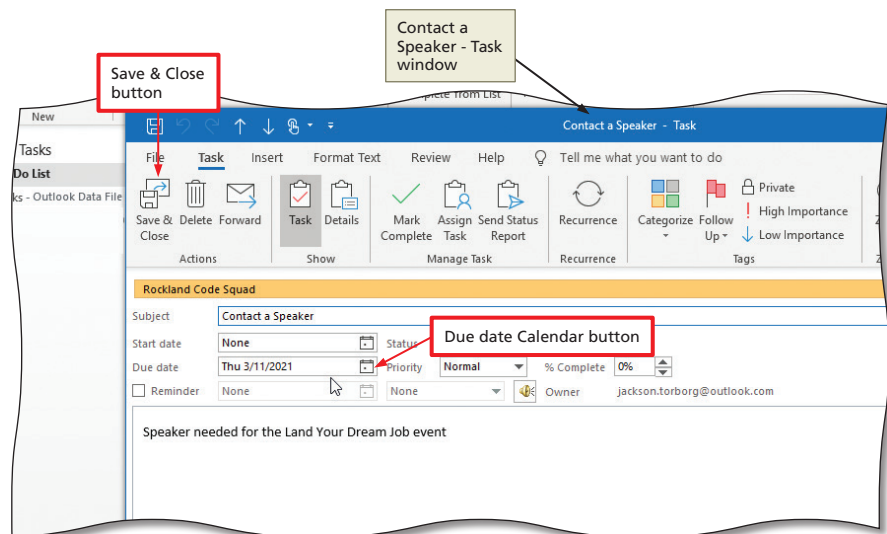 Contact a
Speaker - Task
window
Save & Close
button
from List
New
Contact a Speaker - Task
Tasks
Do List
ks - Outlook Data File
File Task Insert Format Text Review Help Tell me what you want to do
Save &
Close
Delete Forward
Task Details
Mark
Complete
Assign
Task
Send Status
Report
Recurrence
Categorize Follow
Up
Private
High Importance
Low Importance
Actions Show Manage Task Recurrence Tags
Rockland Code Squad
Subject Contact a Speaker
Start date None Status
Due date Calendar button
Due date Thu 3/11/2021 Priority Normal % Complete 0%
Reminder None None Owner jackson.torborg@outlook.com
Speaker needed for the Land Your Dream Job event